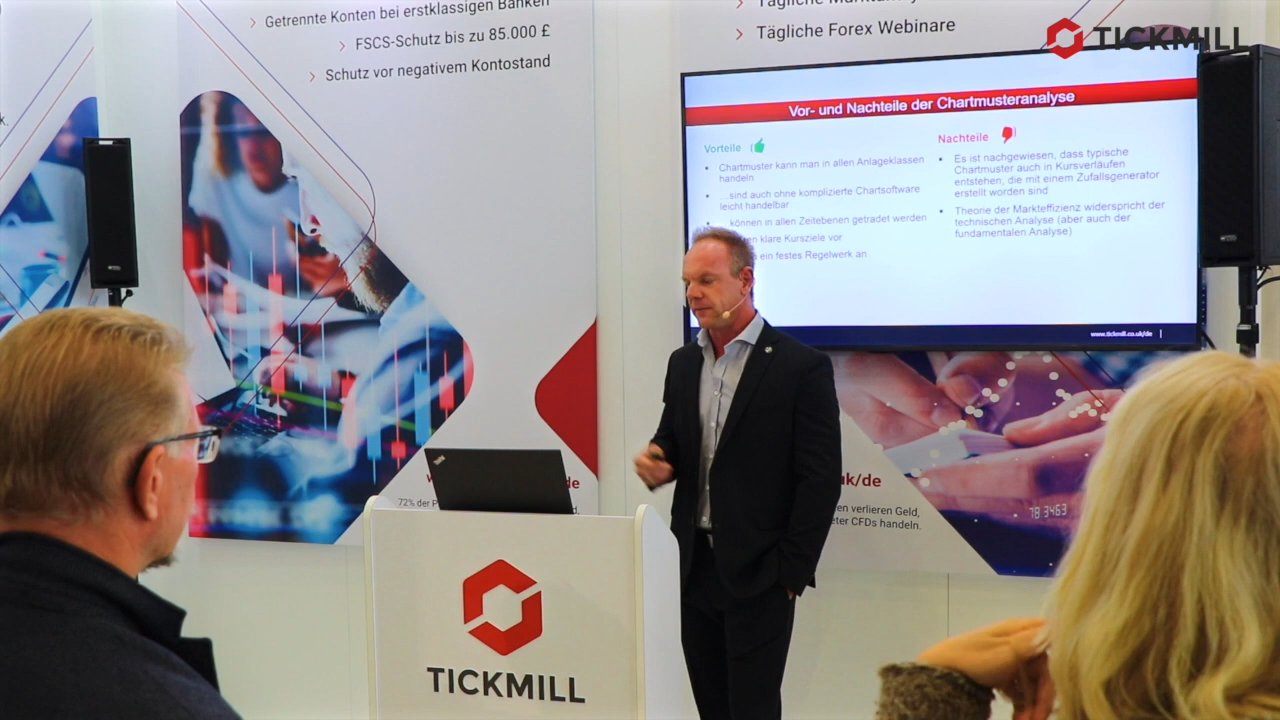 Getrennte Konten bei erstklassigen Banken
FSCS-Schutz bis zu 85.000 £
Schutz vor negativem Kontostand
Tägliche
Tägliche Forex Webinare
TICKMILL
Vor- und Nachteile der Chartmusteranalyse
Vorteile
Chartmuster kann man in allen Anlageklassen
handeln
...sind auch ohne komplizierte Chartsoftware
leicht handelbar
...können in allen Zeitebenen getradet werden
klare Kursziele vor
ein festes Regelwerk an
Nachteile
Es ist nachgewiesen, dass typische
Chartmuster auch in Kursverläufen
entstehen, die mit einem Zufallsgenerator
erstellt worden sind
Theorie der Markteffizienz widerspricht der
technischen Analyse (aber auch der
fundamentalen Analyse)
www.tickmill.co.uk/de
72% der
de
uk/de
verlieren Geld,
CFDs handeln.
78 3463
TICKMILL